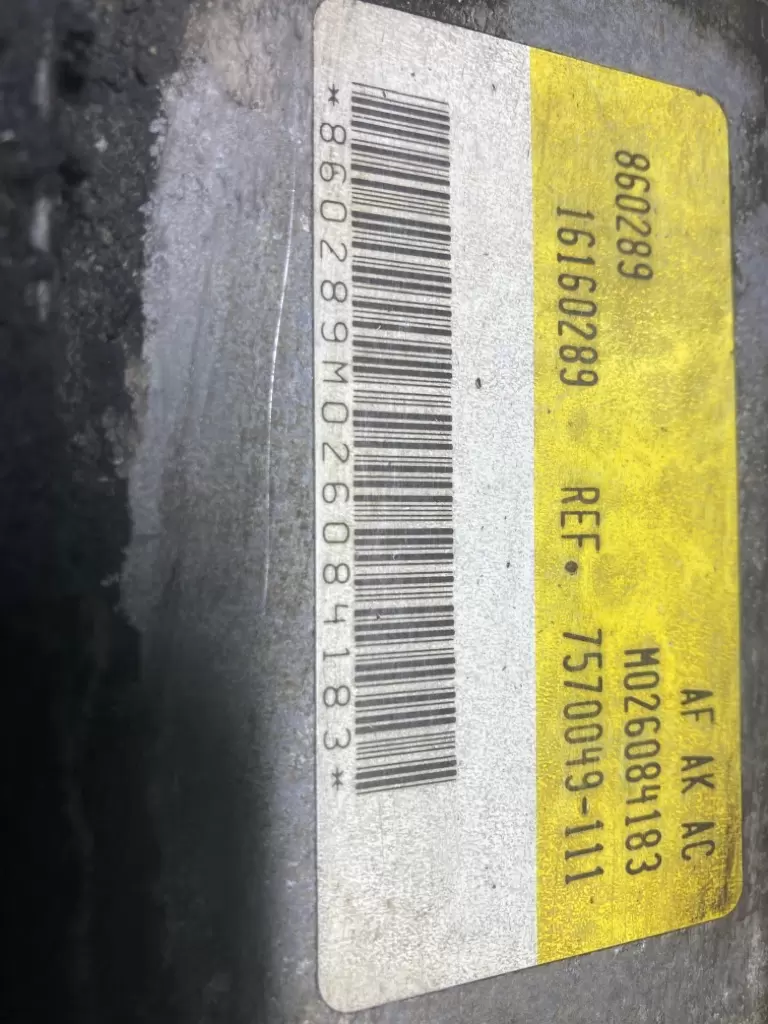 AF AK AC
860289 M026084183
16160289 REF. 7570049-111
*860289M026084183*